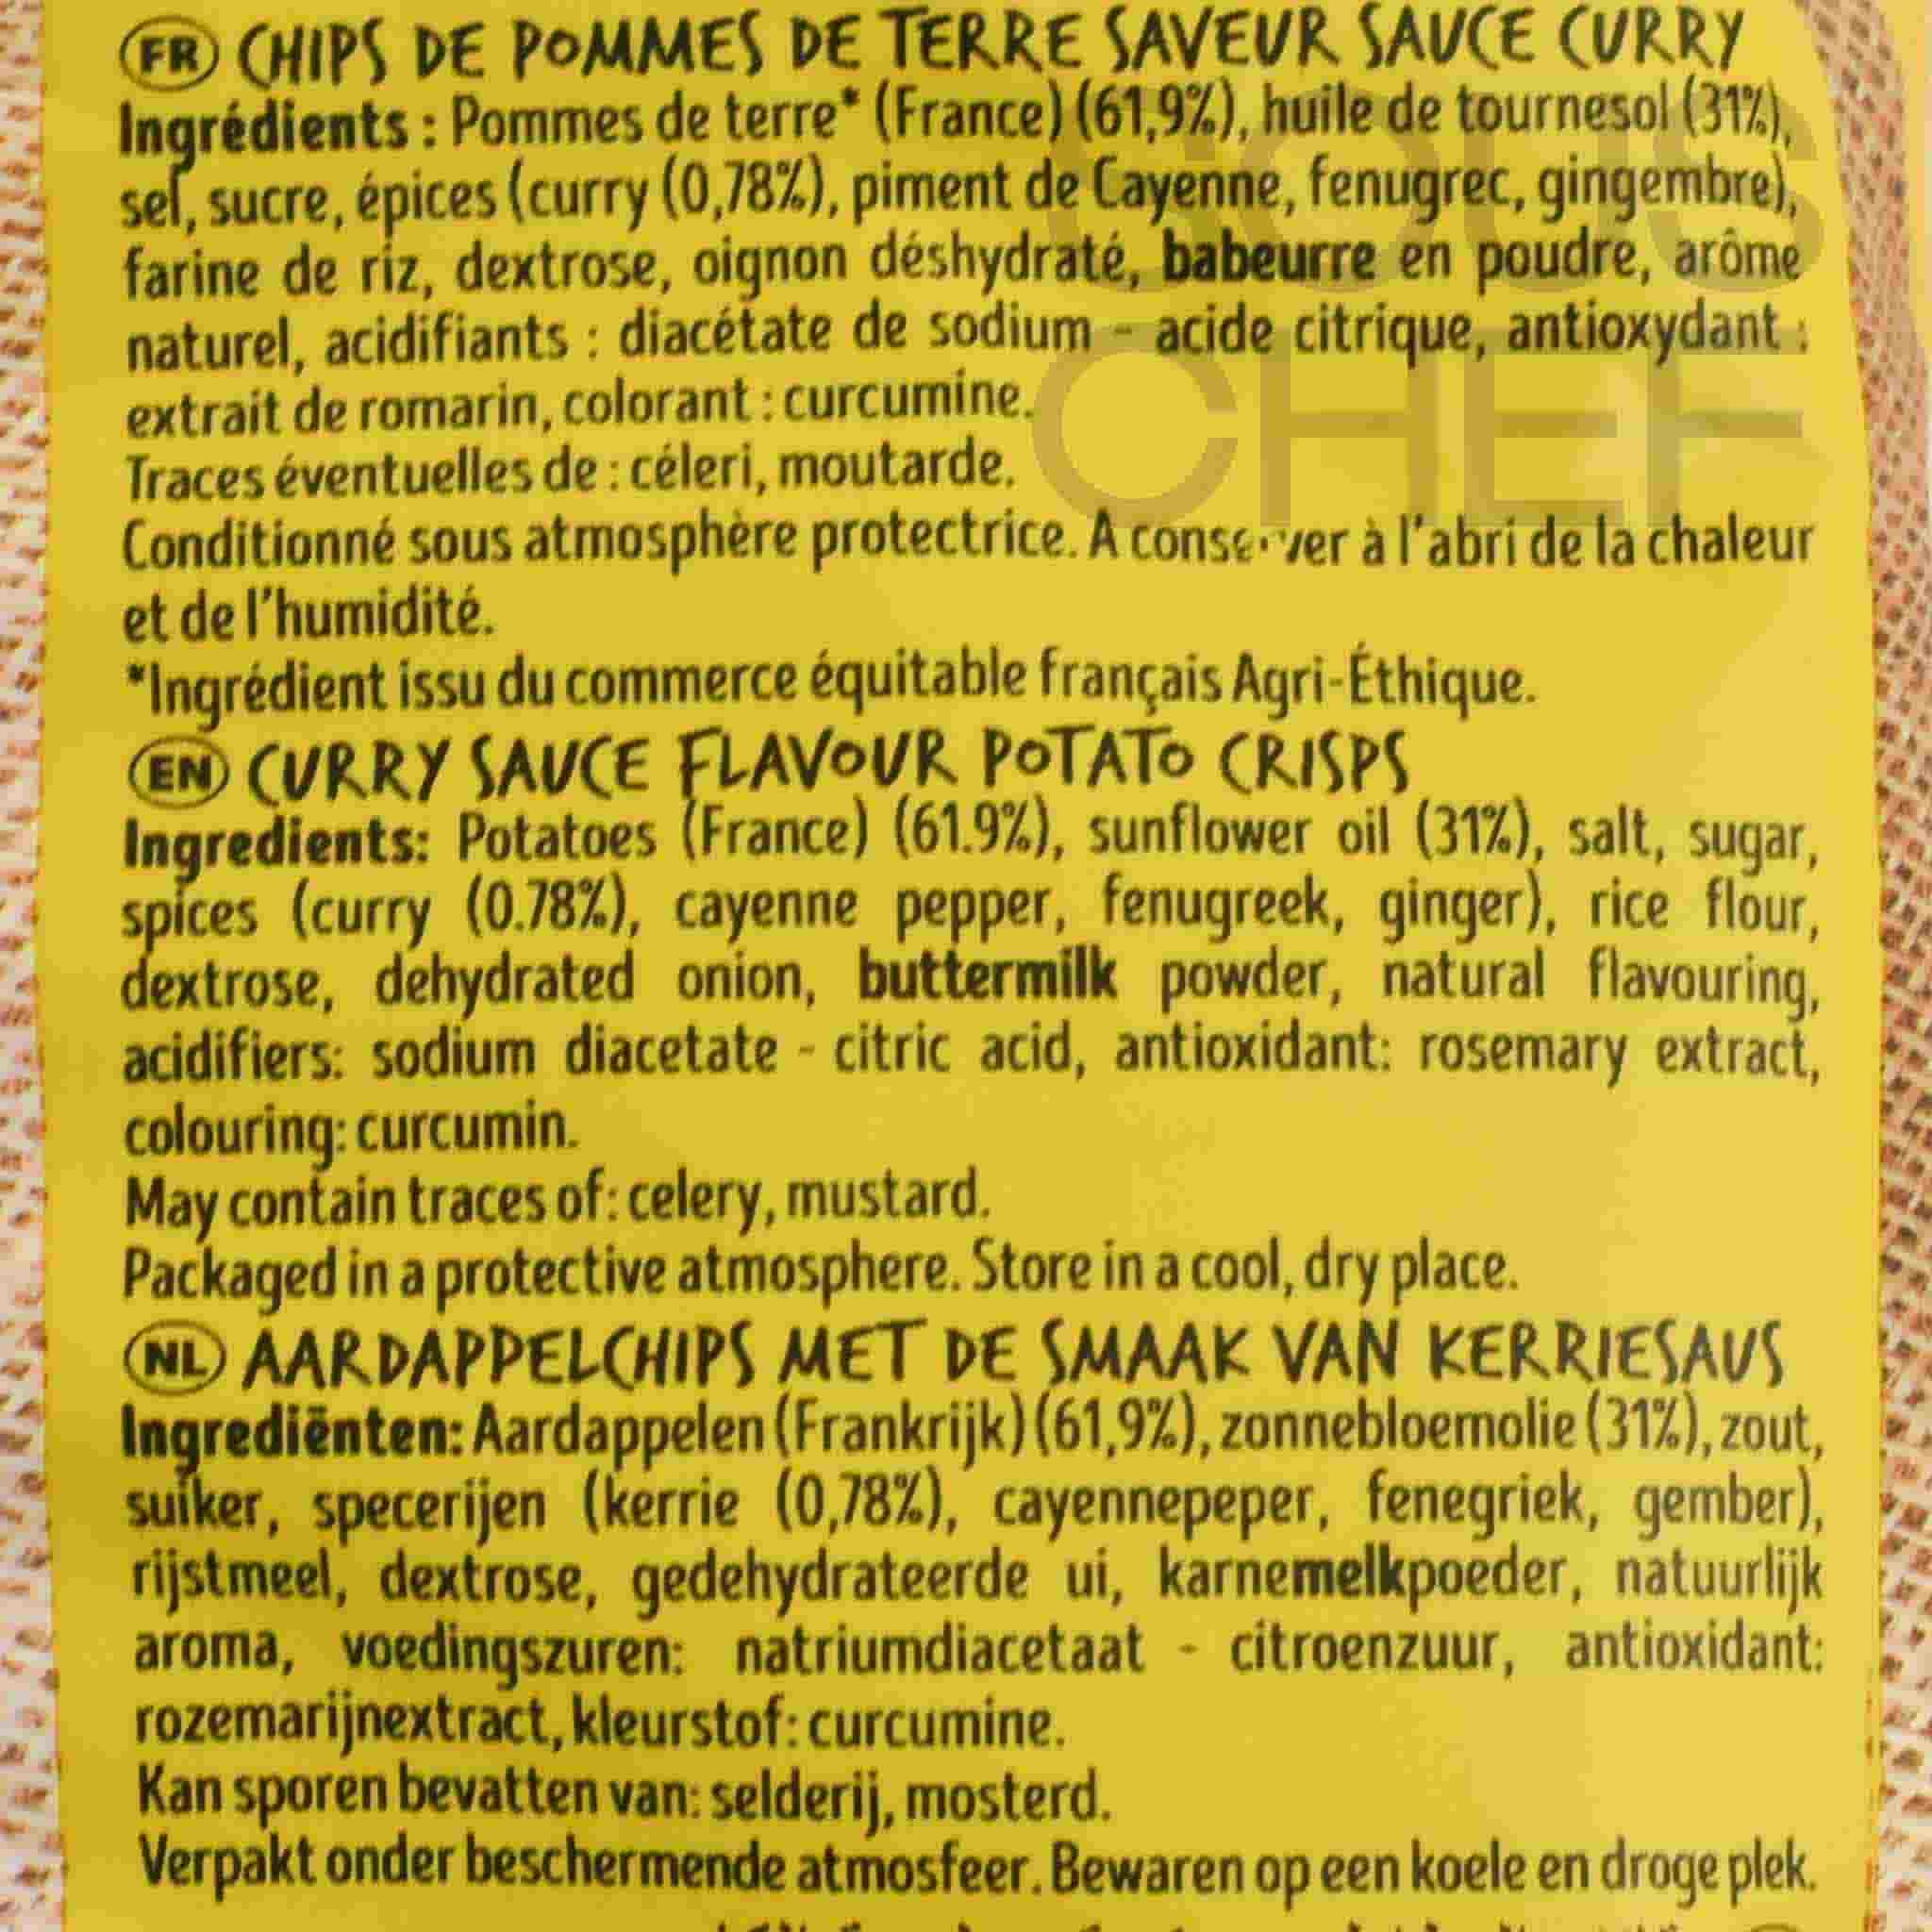 FR CHIPS DE POMMES DE TERRE SAVEUR SAUCE CURRY
Ingrédients : Pommes de terre* (France) (61,9%), huile de tournesol (31%),
sel, sucre, épices (curry (0,78%), piment de Cayenne, fenugrec, gingembre),
farine de riz, dextrose, oignon déshydraté, babeurre en poudre, arôme
naturel, acidifiants : diacétate de sodium - acide citrique, antioxydant :
extrait de romarin, colorant : curcumine.
Traces éventuelles de : céleri, moutarde.
Conditionné sous atmosphère protectrice. A conserver à l'abri de la chaleur
et de l'humidité.
*Ingrédient issu du commerce équitable français Agri-Éthique.
EN CURRY SAUCE FLAVOUR POTATO CRISPS
Ingredients: Potatoes (France) (61.9%), sunflower oil (31%), salt, sugar,
spices (curry (0.78%), cayenne pepper, fenugreek, ginger), rice flour,
dextrose, dehydrated onion, buttermilk powder, natural flavouring,
acidifiers: sodium diacetate - citric acid, antioxidant: rosemary extract,
colouring: curcumin.
May contain traces of: celery, mustard.
Packaged in a protective atmosphere. Store in a cool, dry place.
NL AARDAPPELCHIPS MET DE SMAAK VAN KERRIESAUS
Ingrediënten: Aardappelen (Frankrijk) (61,9%), zonnebloemolie (31%), zout,
suiker, specerijen (kerrie (0,78%), cayennepeper, fenegriek, gember),
rijstmeel, dextrose, gedehydrateerde ui, karnemelkpoeder, natuurlijk
aroma, voedingszuren: natriumdiacetaat - citroenzuur, antioxidant:
rozemarijnextract, kleurstof: curcumine.
Kan sporen bevatten van: selderij, mosterd.
Verpakt onder beschermende atmosfeer. Bewaren op een koele en droge plek.
SOUS
CHEF